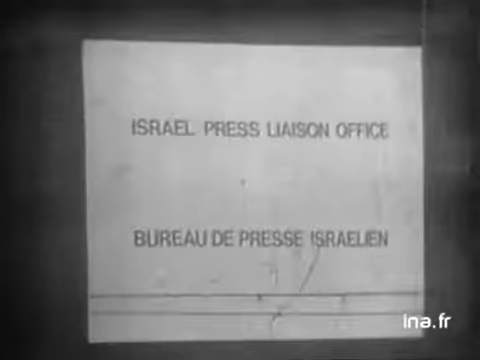 ISRAEL PRESS LIAISON OFFICE
BUREAU DE PRESSE ISRAELIEN
ina.fr